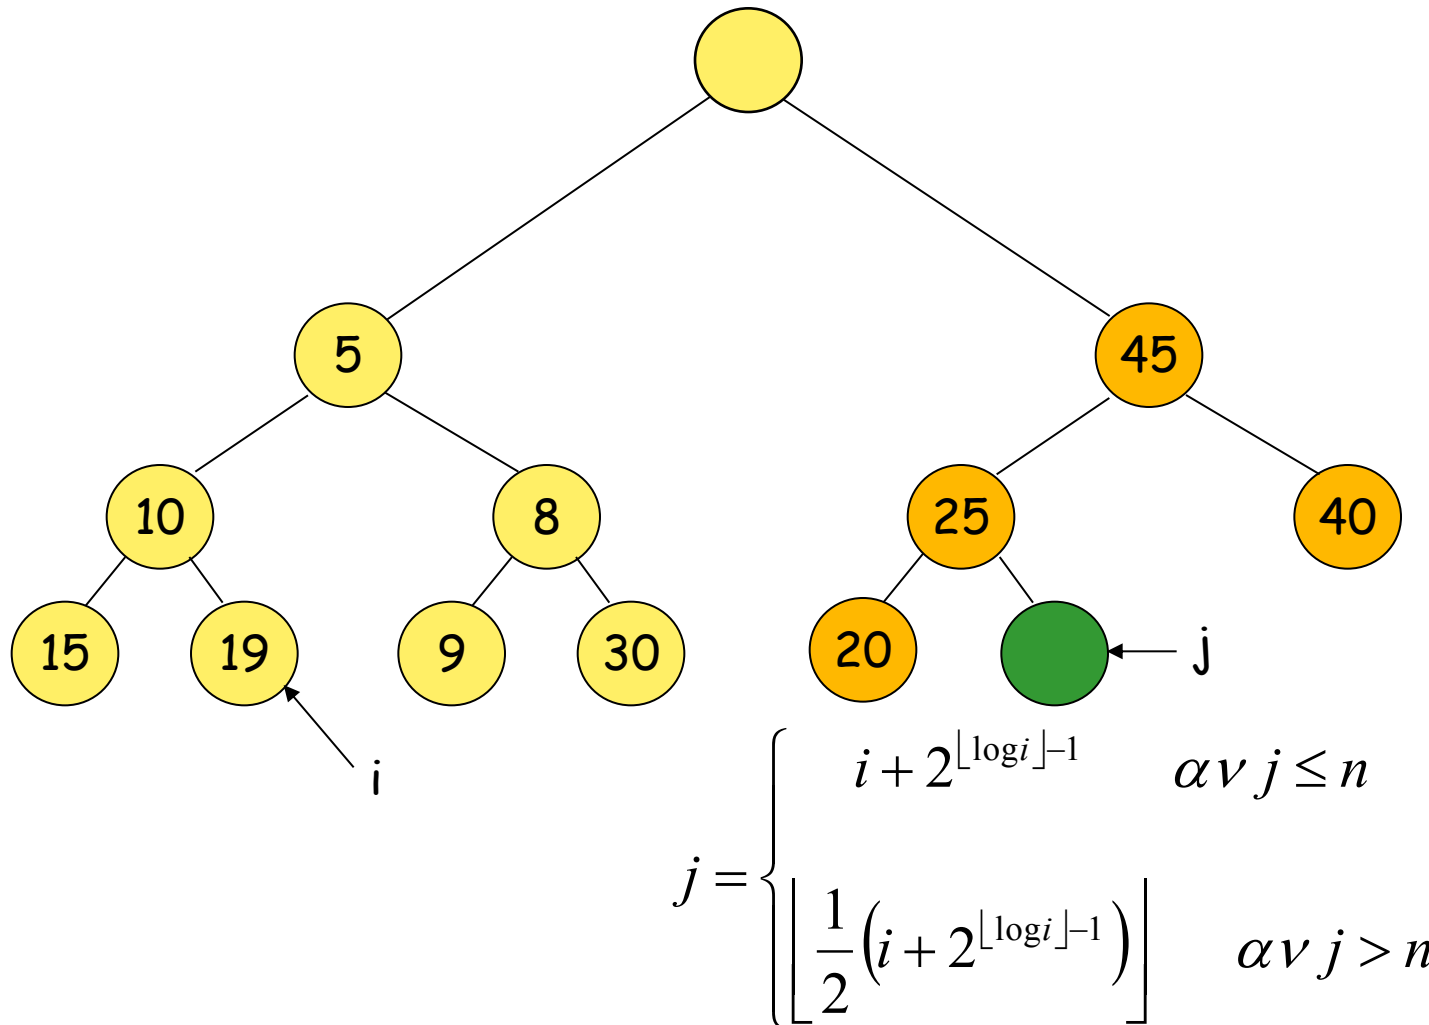 5 45
10 8 25 40
15 19 9 30 20 j
i
j = { i + 2^{⌊log i⌋−1} αν j ≤ n
⌊ 1/2 ( i + 2^{⌊log i⌋−1} ) ⌋ αν j > n